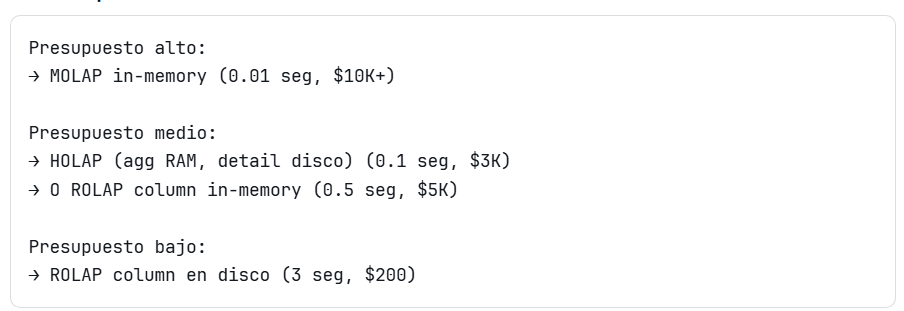 Presupuesto alto:
→ MOLAP in-memory (0.01 seg, $10K+)
Presupuesto medio:
→ HOLAP (agg RAM, detail disco) (0.1 seg, $3K)
→ O ROLAP column in-memory (0.5 seg, $5K)
Presupuesto bajo:
→ ROLAP column en disco (3 seg, $200)